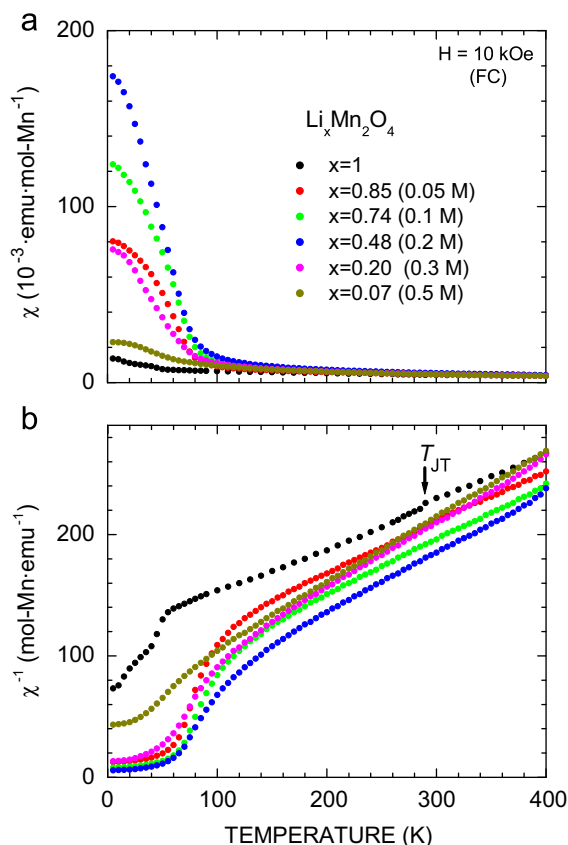 a
200
H = 10 kOe
(FC)
LiₓMn₂O₄
x=1
x=0.85 (0.05 M)
x=0.74 (0.1 M)
x=0.48 (0.2 M)
x=0.20 (0.3 M)
x=0.07 (0.5 M)
100
0
χ (10⁻³·emu·mol-Mn⁻¹)
b
T_JT
200
100
0
χ⁻¹ (mol-Mn·emu⁻¹)
0 100 200 300 400
TEMPERATURE (K)